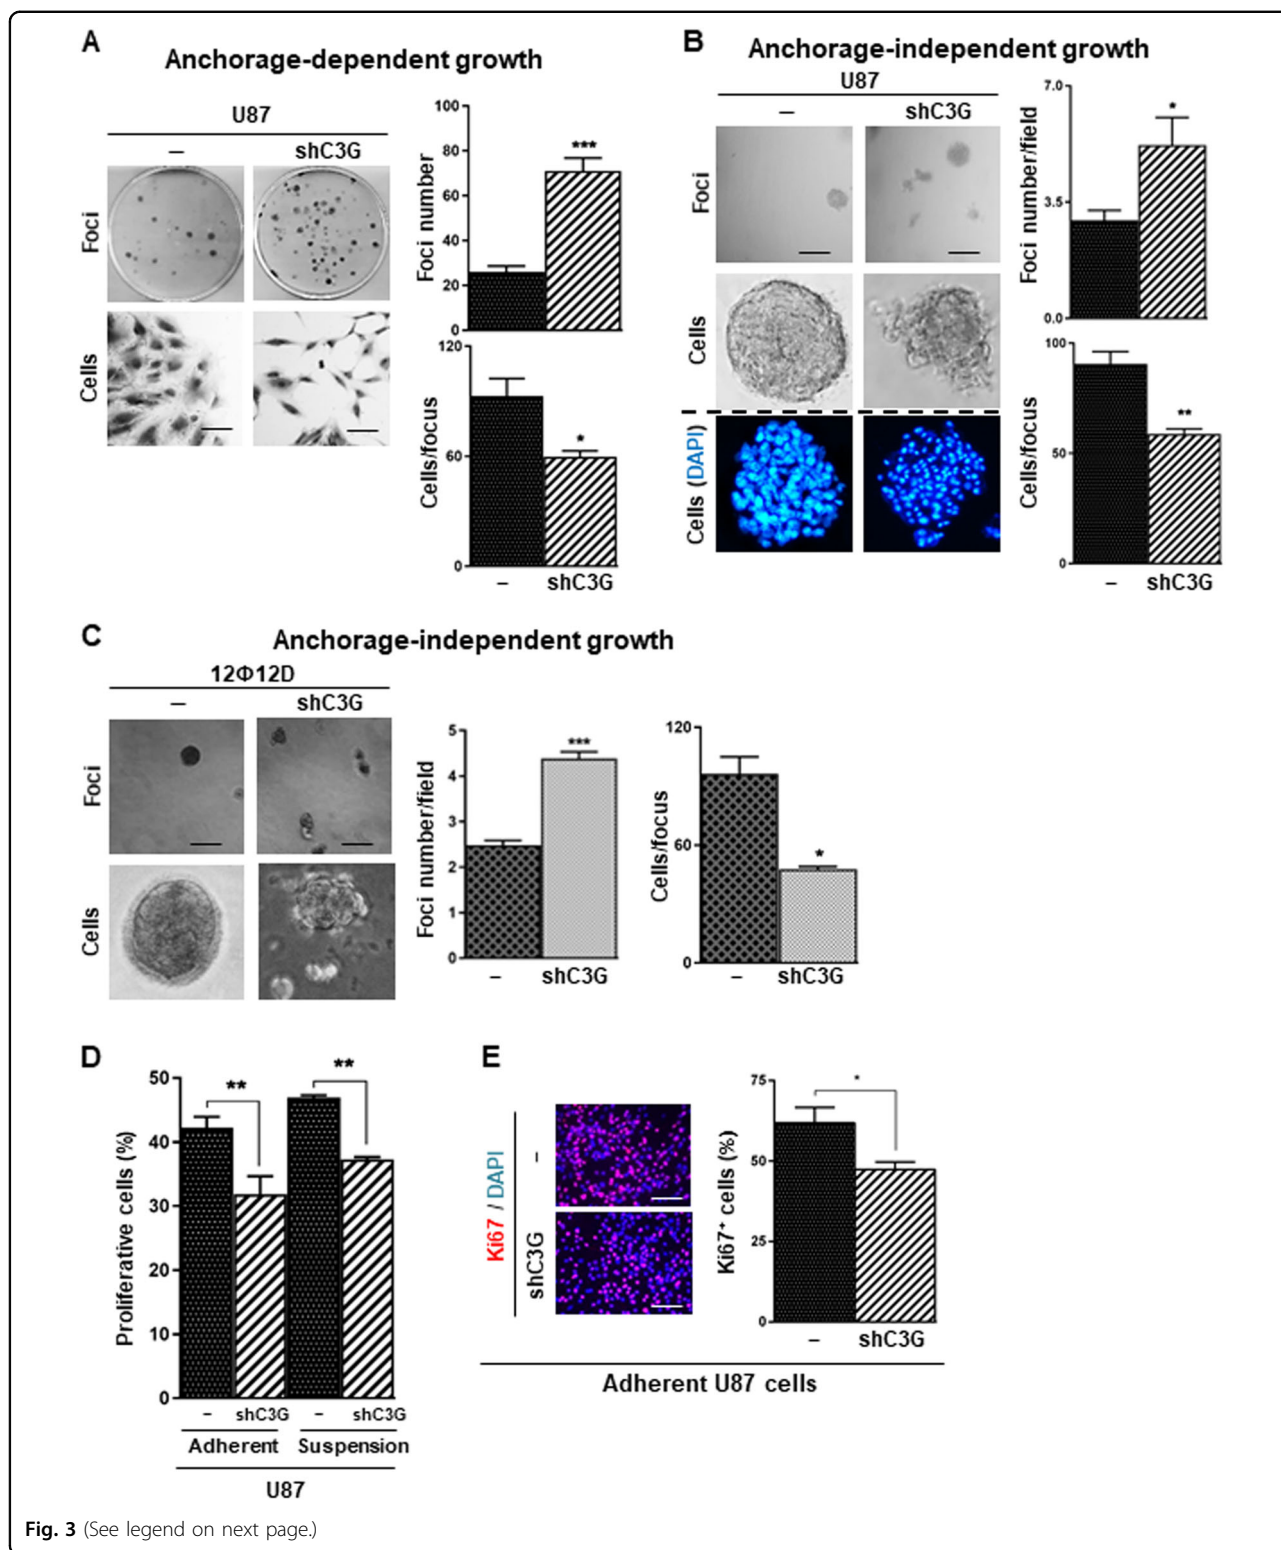 A
Anchorage-dependent growth
U87
–
shC3G
Foci
Cells
100
80
60
40
20
0
Foci number
***
120
60
0
Cells/focus
*
–
shC3G
B
Anchorage-independent growth
U87
–
shC3G
Foci
Cells
Cells (DAPI)
7.0
3.5
0.0
Foci number/field
*
100
50
0
Cells/focus
**
–
shC3G
C
Anchorage-independent growth
12Φ12D
–
shC3G
Foci
Cells
5
4
3
2
1
0
Foci number/field
***
–
shC3G
120
60
0
Cells/focus
*
–
shC3G
D
50
40
30
20
10
0
Proliferative cells (%)
**
**
–
shC3G
–
shC3G
Adherent
Suspension
U87
E
Ki67 / DAPI
–
shC3G
75
50
25
0
Ki67⁺ cells (%)
*
–
shC3G
Adherent U87 cells
Fig. 3 (See legend on next page.)